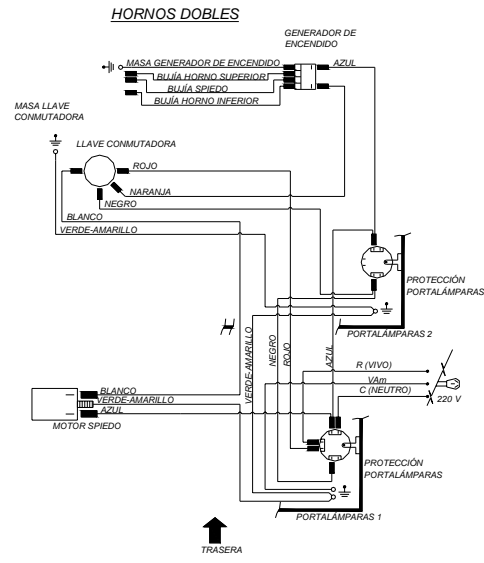 HORNOS DOBLES
GENERADOR DE
ENCENDIDO
MASA GENERADOR DE ENCENDIDO
AZUL
BUJÍA HORNO SUPERIOR
BUJÍA SPIEDO
BUJÍA HORNO INFERIOR
MASA LLAVE
CONMUTADORA
LLAVE CONMUTADORA
ROJO
NARANJA
NEGRO
BLANCO
VERDE-AMARILLO
PROTECCIÓN
PORTALÁMPARAS
PORTALÁMPARAS 2
VERDE-AMARILLO
NEGRO
ROJO
AZUL
R (VIVO)
VAm
C (NEUTRO)
220 V
BLANCO
VERDE-AMARILLO
AZUL
MOTOR SPIEDO
PROTECCIÓN
PORTALÁMPARAS
PORTALÁMPARAS 1
TRASERA